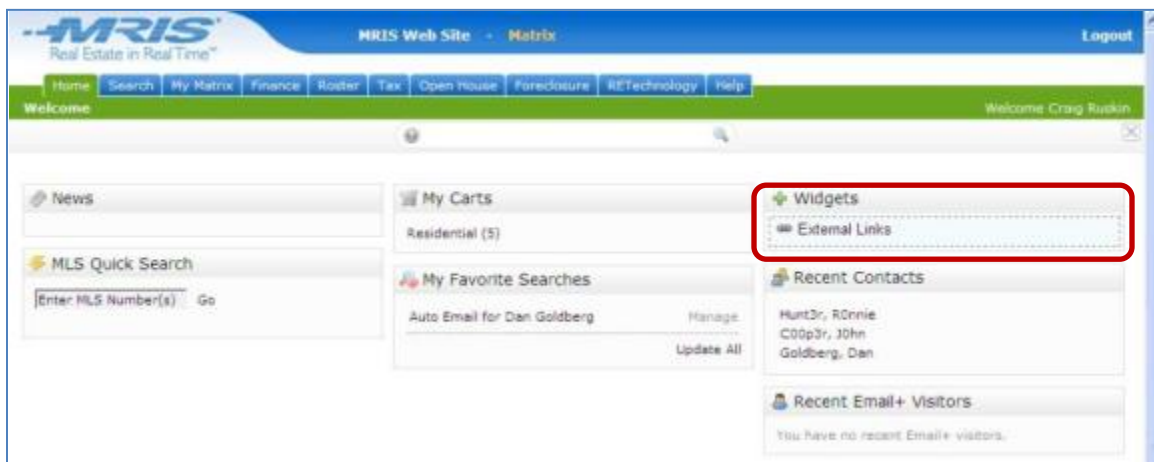 MRIS
Real Estate in Real Time™
MRIS Web Site - Matrix
Logout
Home Search My Matrix Finance Roster Tax Open House Foreclosure RETechnology Help
Welcome
Welcome Craig Ruskin
News
MLS Quick Search
Enter MLS Number(s) Go
My Carts
Residential (5)
My Favorite Searches
Auto Email for Dan Goldberg Manage
Update All
Widgets
External Links
Recent Contacts
Hunt3r, R0nnie
C00p3r, J0hn
Goldberg, Dan
Recent Email+ Visitors
You have no recent Email+ visitors.